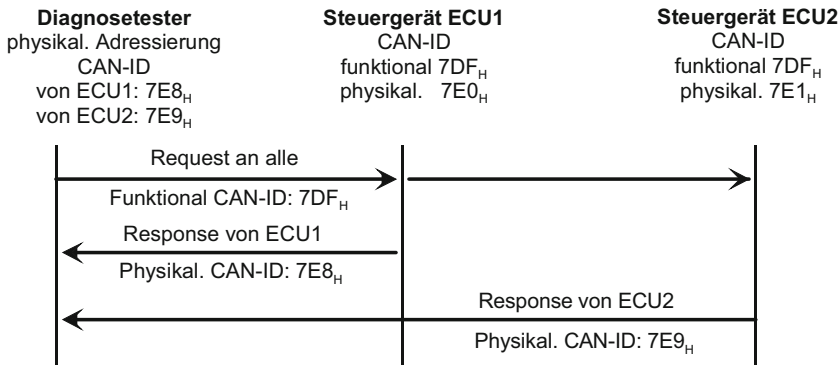 Diagnosetester
physikal. Adressierung
CAN-ID
von ECU1: 7E8H
von ECU2: 7E9H
Steuergerät ECU1
CAN-ID
funktional 7DFH
physikal. 7E0H
Steuergerät ECU2
CAN-ID
funktional 7DFH
physikal. 7E1H
Request an alle
Funktional CAN-ID: 7DFH
Response von ECU1
Physikal. CAN-ID: 7E8H
Response von ECU2
Physikal. CAN-ID: 7E9H